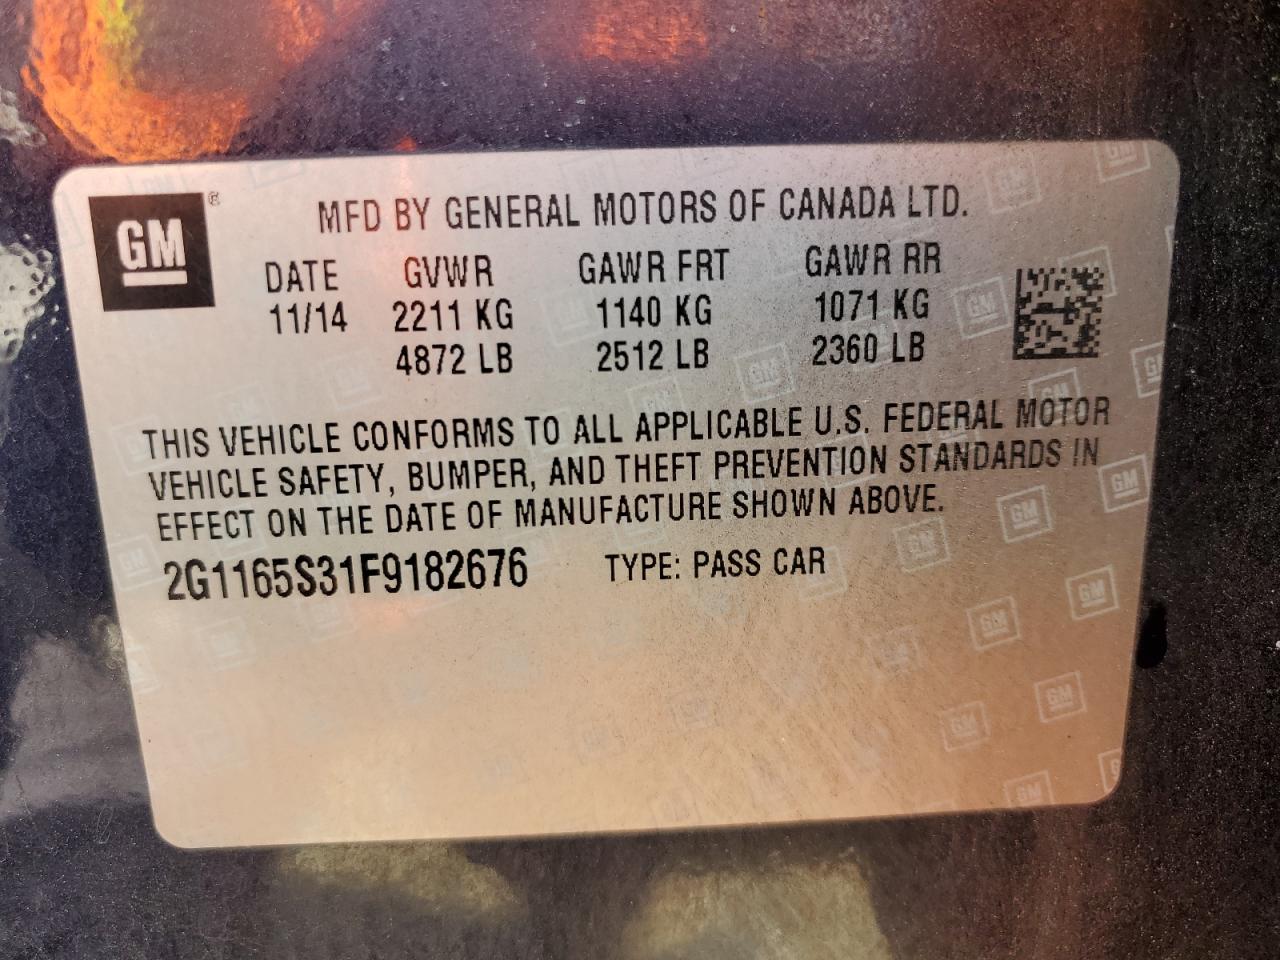 GM®
MFD BY GENERAL MOTORS OF CANADA LTD.
DATE GVWR GAWR FRT GAWR RR
11/14 2211 KG 1140 KG 1071 KG
4872 LB 2512 LB 2360 LB
THIS VEHICLE CONFORMS TO ALL APPLICABLE U.S. FEDERAL MOTOR
VEHICLE SAFETY, BUMPER, AND THEFT PREVENTION STANDARDS IN
EFFECT ON THE DATE OF MANUFACTURE SHOWN ABOVE.
2G1165S31F9182676 TYPE: PASS CAR